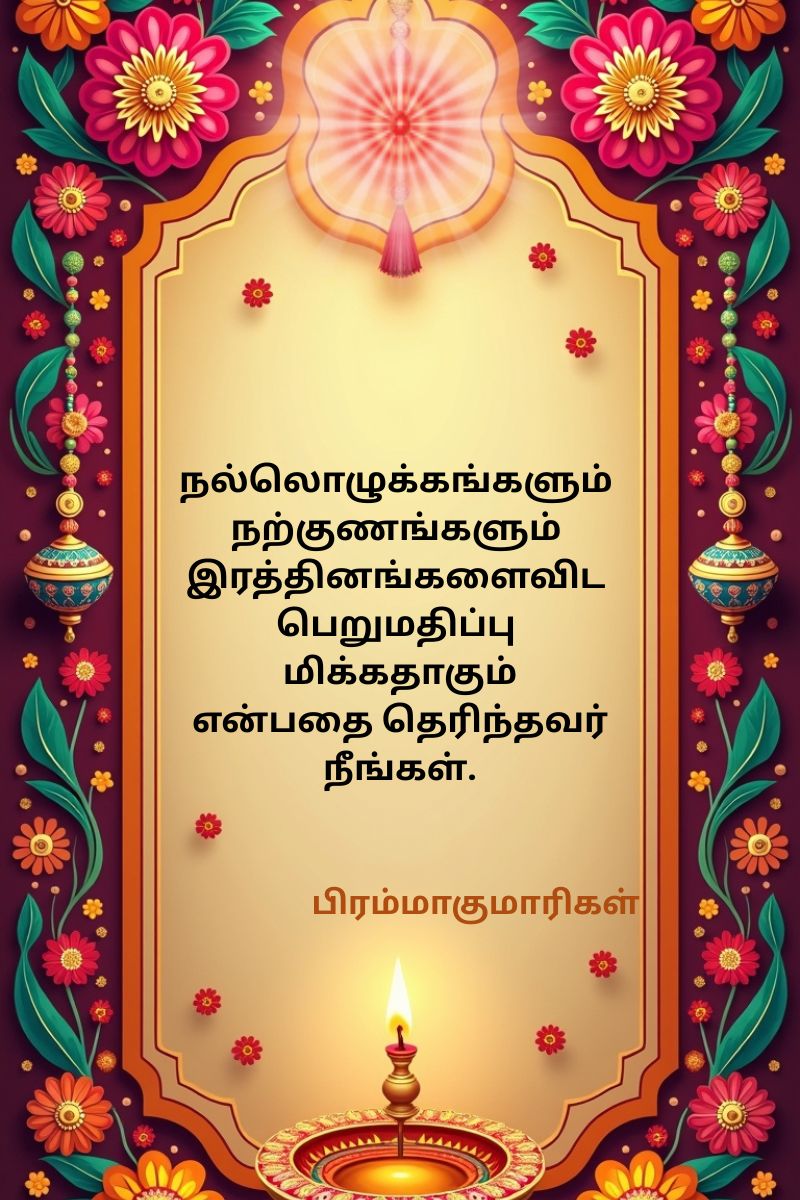 நல்லொழுக்கங்களும்
நற்குணங்களும்
இரத்தினங்களைவிட
பெறுமதிப்பு
மிக்கதாகும்
என்பதை தெரிந்தவர்
நீங்கள்.
பிரம்மாகுமாரிகள்